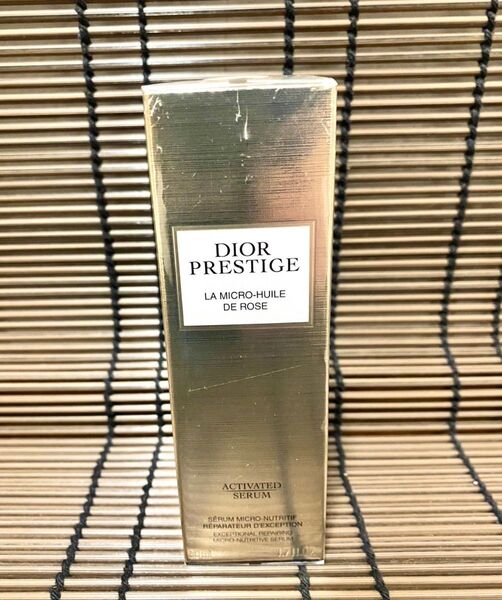 DIOR
PRESTIGE
LA MICRO-HUILE
DE ROSE
ACTIVATED
SERUM
SÉRUM MICRO-NUTRITIF
RÉPARATEUR D'EXCEPTION
EXCEPTIONAL REPAIRING
MICRO-NUTRITIVE SERUM